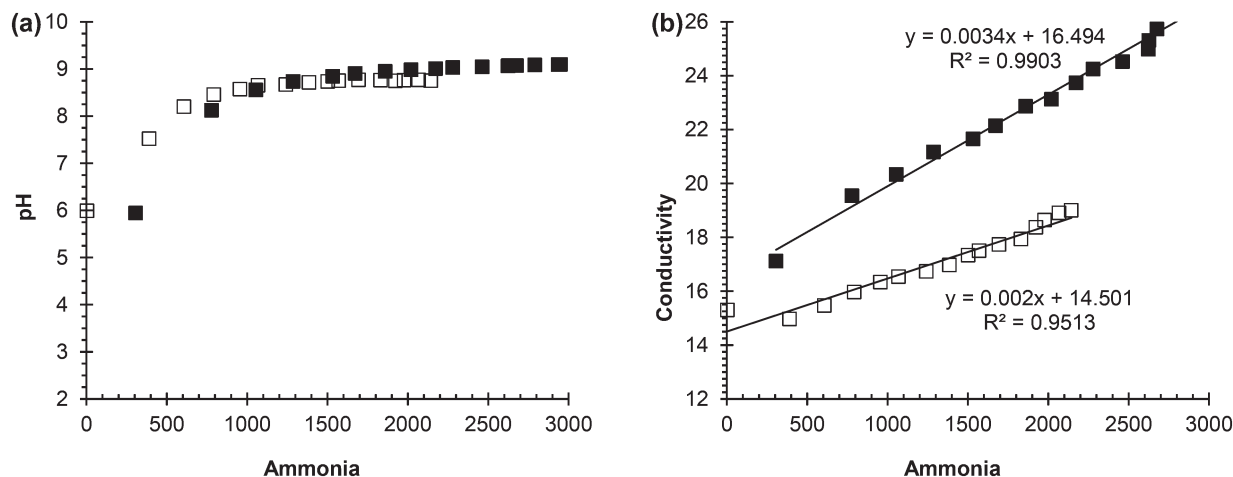 (a)
10
9
8
7
6
5
4
3
2
pH
0 500 1000 1500 2000 2500 3000
Ammonia
(b)
26
24
22
20
18
16
14
12
Conductivity
y = 0.0034x + 16.494
R² = 0.9903
y = 0.002x + 14.501
R² = 0.9513
0 500 1000 1500 2000 2500 3000
Ammonia